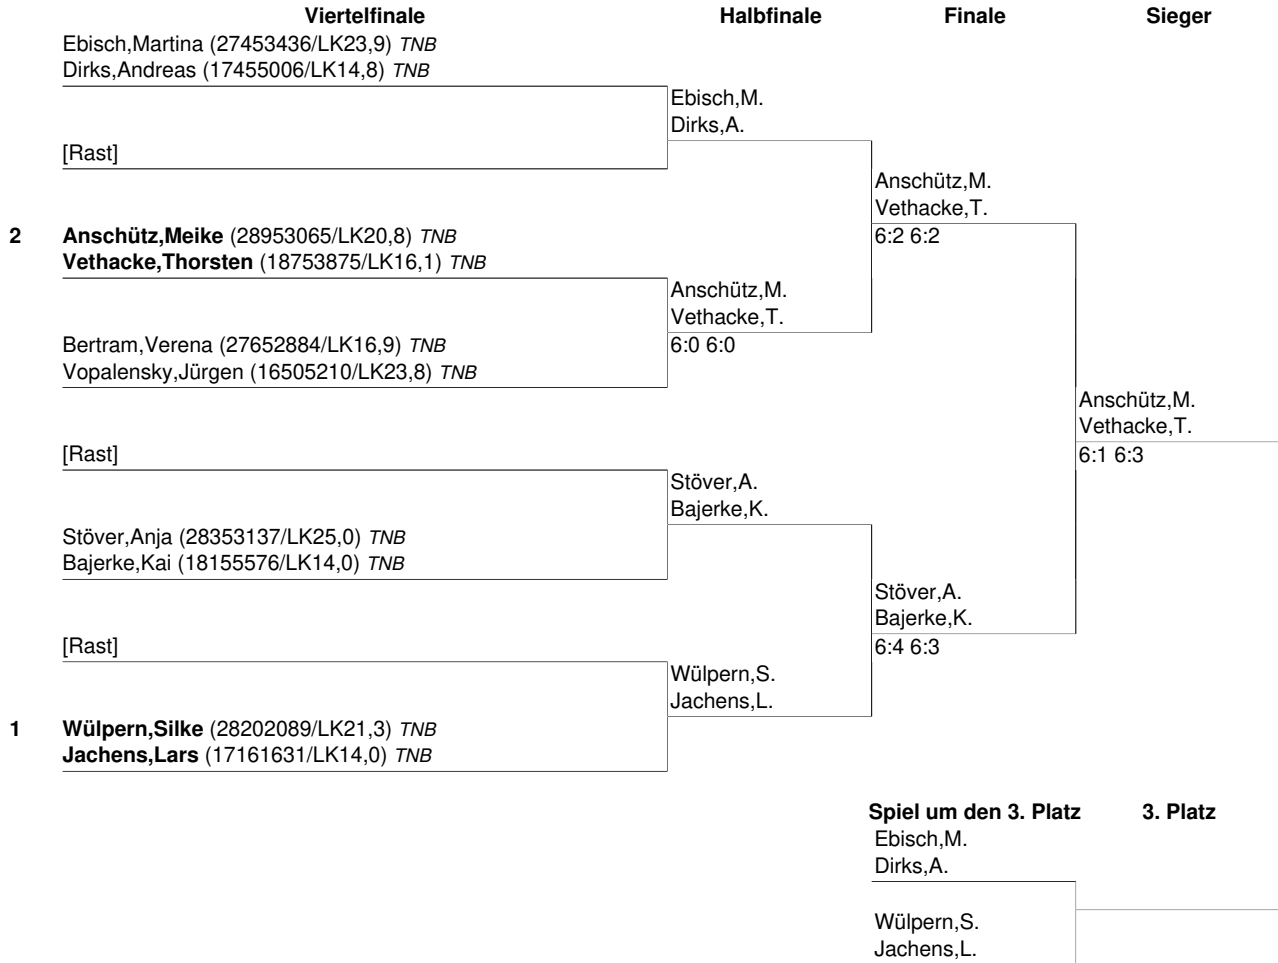 Viertelfinale Halbfinale Finale Sieger
Ebisch,Martina (27453436/LK23,9) TNB
Dirks,Andreas (17455006/LK14,8) TNB
Ebisch,M.
Dirks,A.
[Rast]
Anschütz,M.
Vethacke,T.
2 Anschütz,Meike (28953065/LK20,8) TNB 6:2 6:2
Vethacke,Thorsten (18753875/LK16,1) TNB
Anschütz,M.
Vethacke,T.
Bertram,Verena (27652884/LK16,9) TNB 6:0 6:0
Vopalensky,Jürgen (16505210/LK23,8) TNB
Anschütz,M.
Vethacke,T.
[Rast] 6:1 6:3
Stöver,A.
Bajerke,K.
Stöver,Anja (28353137/LK25,0) TNB
Bajerke,Kai (18155576/LK14,0) TNB
Stöver,A.
Bajerke,K.
[Rast] 6:4 6:3
Wülpern,S.
Jachens,L.
1 Wülpern,Silke (28202089/LK21,3) TNB
Jachens,Lars (17161631/LK14,0) TNB
Spiel um den 3. Platz 3. Platz
Ebisch,M.
Dirks,A.
Wülpern,S.
Jachens,L.